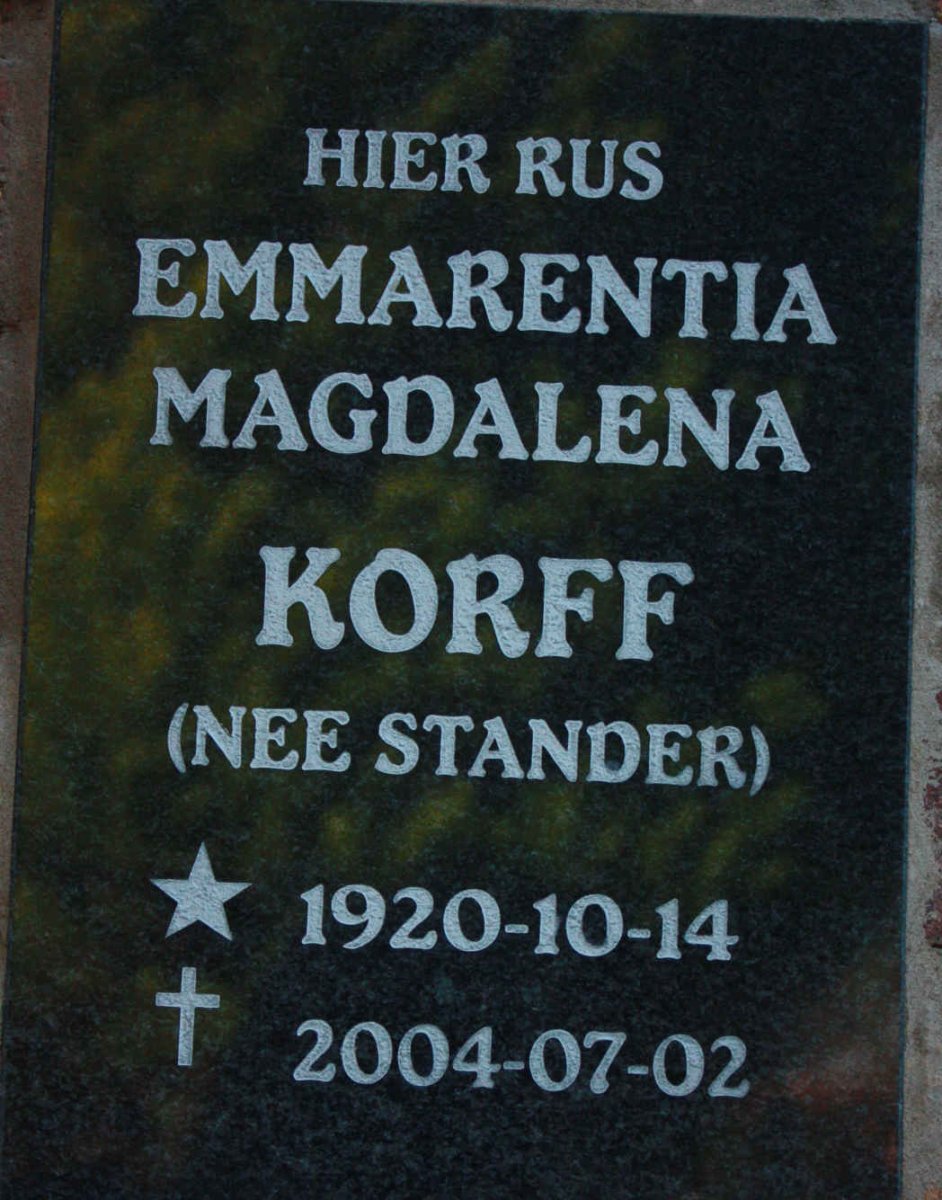 HIER RUS
EMMARENTIA
MAGDALENA
KORFF
(NEE STANDER)
1920-10-14
2004-07-02